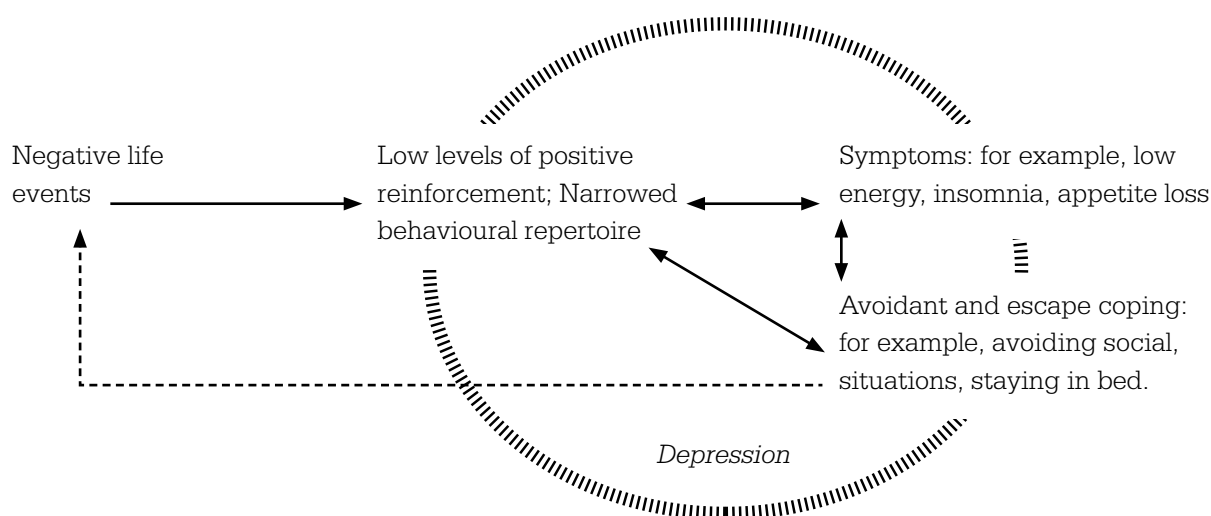 Negative life
events
Low levels of positive
reinforcement; Narrowed
behavioural repertoire
Symptoms: for example, low
energy, insomnia, appetite loss
Avoidant and escape coping:
for example, avoiding social,
situations, staying in bed.
Depression